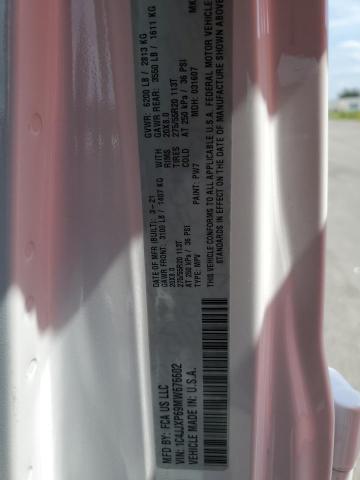 MFD BY: FCA US LLC
DATE OF MFR (BUILT): 3-21
GVWR: 6200 LB / 2813 KG
GAWR FRONT: 3100 LB / 1407 KG
WITH
GAWR REAR: 3550 LB / 1611 KG
20X8.0
RIMS
20X8.0
275/55R20 113T
TIRES
275/55R20 113T
AT 250 kPa / 36 PSI
COLD
AT 250 kPa / 36 PSI
THIS VEHICLE CONFORMS TO ALL APPLICABLE U.S.A. FEDERAL MOTOR VEHICLE
STANDARDS IN EFFECT ON THE DATE OF MANUFACTURE SHOWN ABOVE
VIN: 1C4JJXP69MW676602
TYPE: MPV
PAINT: PW7
MDH: 031607
VEHICLE MADE IN: U.S.A.